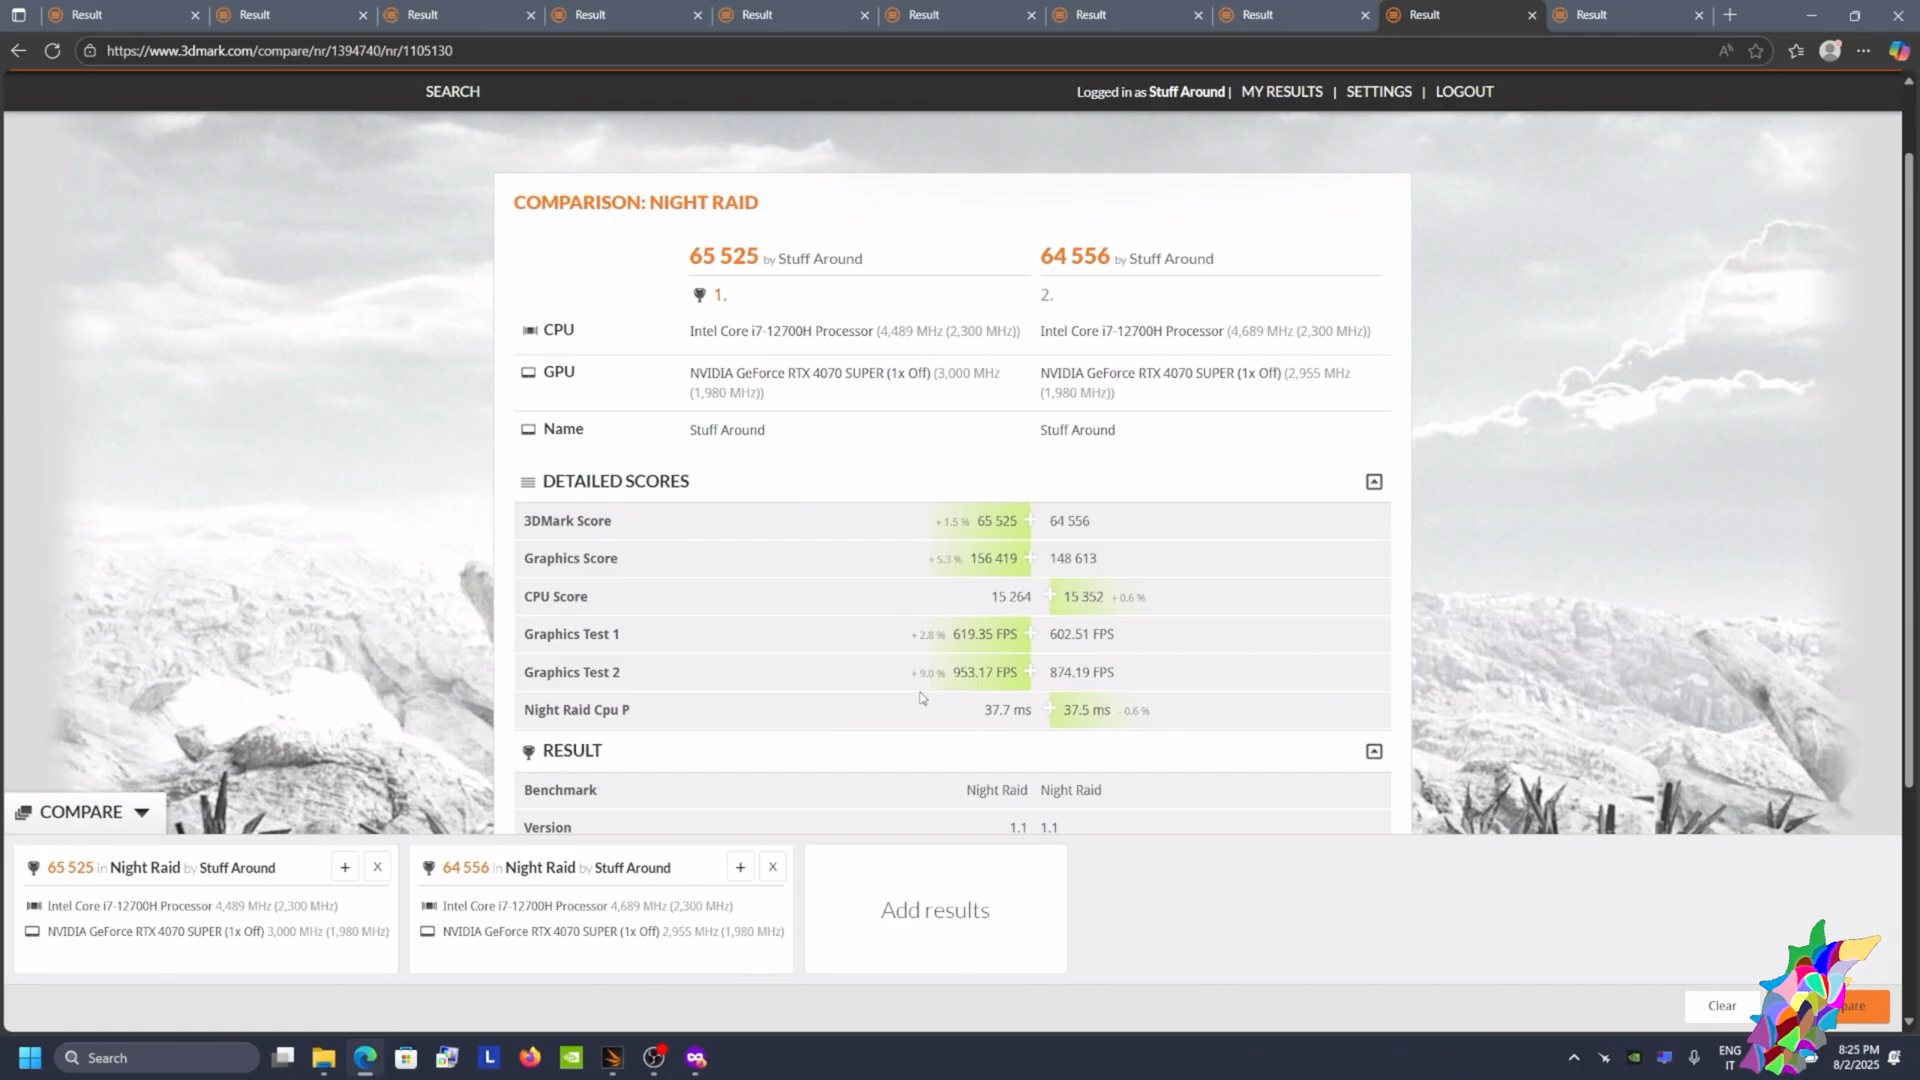 Result Result Result Result Result Result Result Result Result Result
https://www.3dmark.com/compare/nr/1394740/nr/1105130
SEARCH
Logged in as Stuff Around | MY RESULTS | SETTINGS | LOGOUT
COMPARISON: NIGHT RAID
65 525 by Stuff Around 64 556 by Stuff Around
1. 2.
CPU Intel Core i7-12700H Processor (4,489 MHz (2,300 MHz)) Intel Core i7-12700H Processor (4,689 MHz (2,300 MHz))
GPU NVIDIA GeForce RTX 4070 SUPER (1x Off) (3,000 MHz NVIDIA GeForce RTX 4070 SUPER (1x Off) (2,955 MHz
(1,980 MHz)) (1,980 MHz))
Name Stuff Around Stuff Around
DETAILED SCORES
3DMark Score + 1.5 % 65 525 64 556
Graphics Score + 5.3 % 156 419 148 613
CPU Score 15 264 15 352 + 0.6 %
Graphics Test 1 + 2.8 % 619.35 FPS 602.51 FPS
Graphics Test 2 + 9.0 % 953.17 FPS 874.19 FPS
Night Raid Cpu P 37.7 ms 37.5 ms - 0.6 %
RESULT
Benchmark Night Raid Night Raid
Version 1.1 1.1
COMPARE
65 525 in Night Raid by Stuff Around + X 64 556 in Night Raid by Stuff Around + X
Intel Core i7-12700H Processor 4,489 MHz (2,300 MHz) Intel Core i7-12700H Processor 4,689 MHz (2,300 MHz)
NVIDIA GeForce RTX 4070 SUPER (1x Off) 3,000 MHz (1,980 MHz) NVIDIA GeForce RTX 4070 SUPER (1x Off) 2,955 MHz (1,980 MHz)
Add results
Clear pare
Search L ENG 8:25 PM
IT 8/2/2025